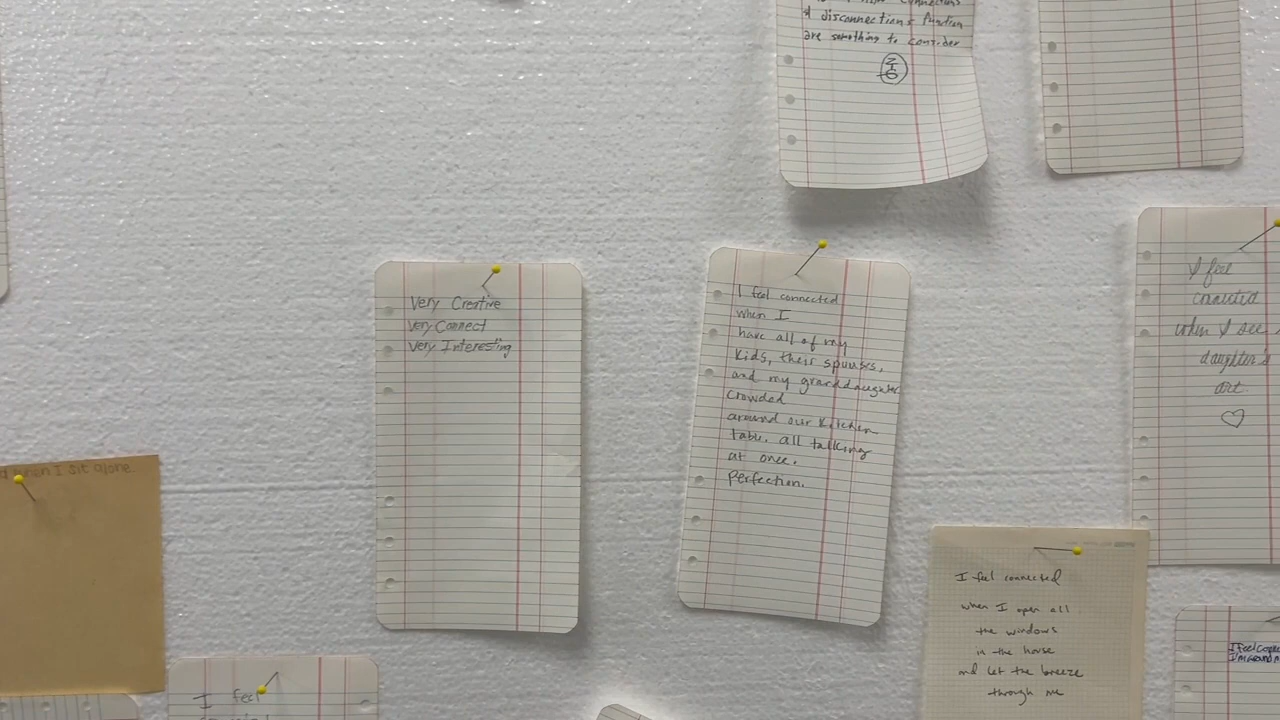 connections
& disconnections function
are something to consider
Very Creative
Very Connect
Very Interesting
I feel connected
when I
have all of my
kids, their spouses,
and my granddaughter
crowded
around our kitchen
table. all talking
at once.
Perfection.
I feel
connected
when I see
daughter's
art.
when I sit alone.
I feel connected
when I open all
the windows
in the house
and let the breeze
through me
I feel